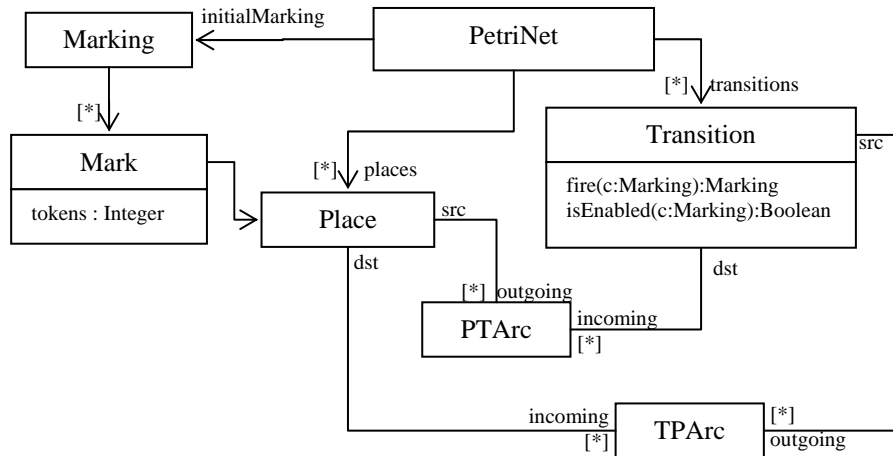 initialMarking
Marking
PetriNet
[*]
[*] transitions
Mark
Transition
src
tokens : Integer
[*] places
fire(c:Marking):Marking
isEnabled(c:Marking):Boolean
Place
src
dst
dst
[*] outgoing
PTArc
incoming
[*]
incoming
[*]
TPArc
[*]
outgoing